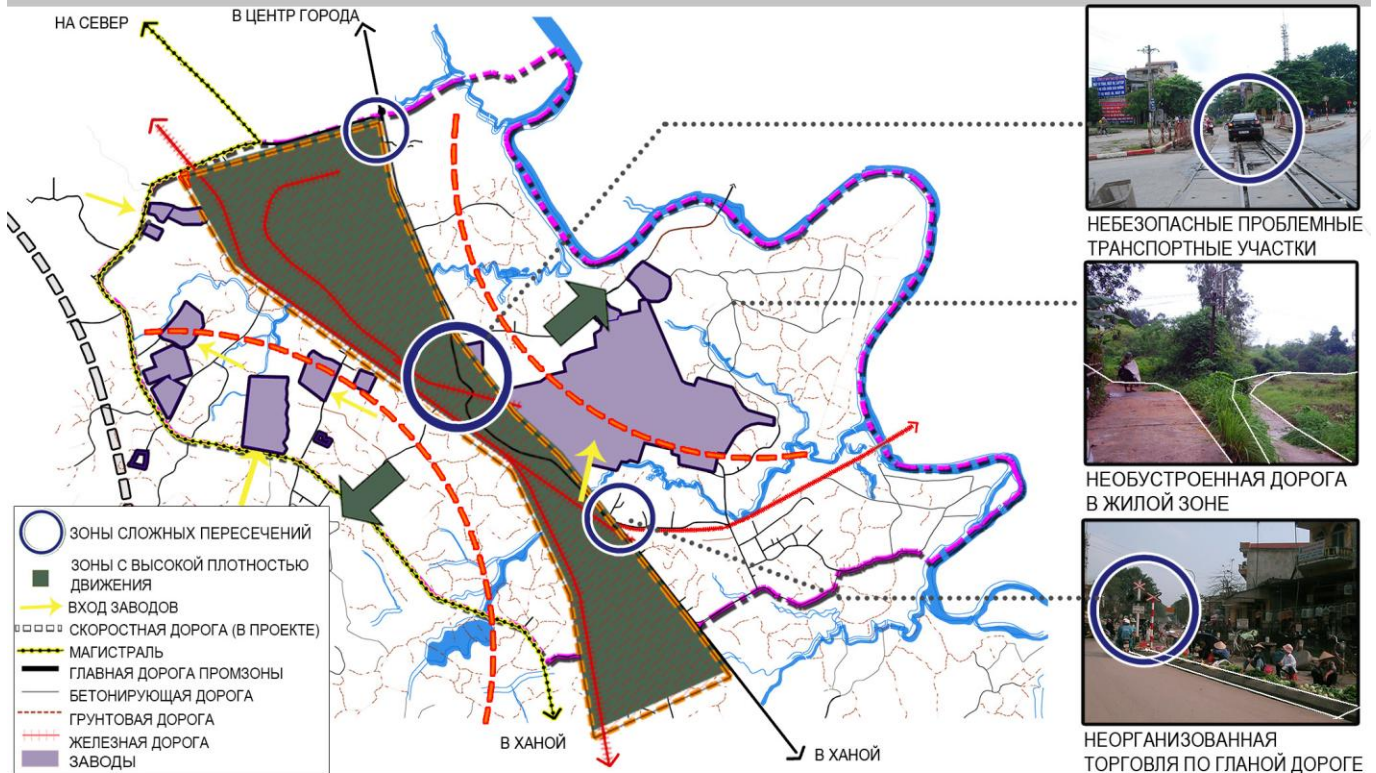 НА СЕВЕР
В ЦЕНТР ГОРОДА
НЕБЕЗОПАСНЫЕ ПРОБЛЕМНЫЕ
ТРАНСПОРТНЫЕ УЧАСТКИ
НЕОБУСТРОЕННАЯ ДОРОГА
В ЖИЛОЙ ЗОНЕ
ЗОНЫ СЛОЖНЫХ ПЕРЕСЕЧЕНИЙ
ЗОНЫ С ВЫСОКОЙ ПЛОТНОСТЬЮ
ДВИЖЕНИЯ
ВХОД ЗАВОДОВ
СКОРОСТНАЯ ДОРОГА (В ПРОЕКТЕ)
МАГИСТРАЛЬ
ГЛАВНАЯ ДОРОГА ПРОМЗОНЫ
БЕТОНИРУЮЩАЯ ДОРОГА
ГРУНТОВАЯ ДОРОГА
ЖЕЛЕЗНАЯ ДОРОГА
ЗАВОДЫ
В ХАНОЙ
В ХАНОЙ
НЕОРГАНИЗОВАННАЯ
ТОРГОВЛЯ ПО ГЛАНОЙ ДОРОГЕ